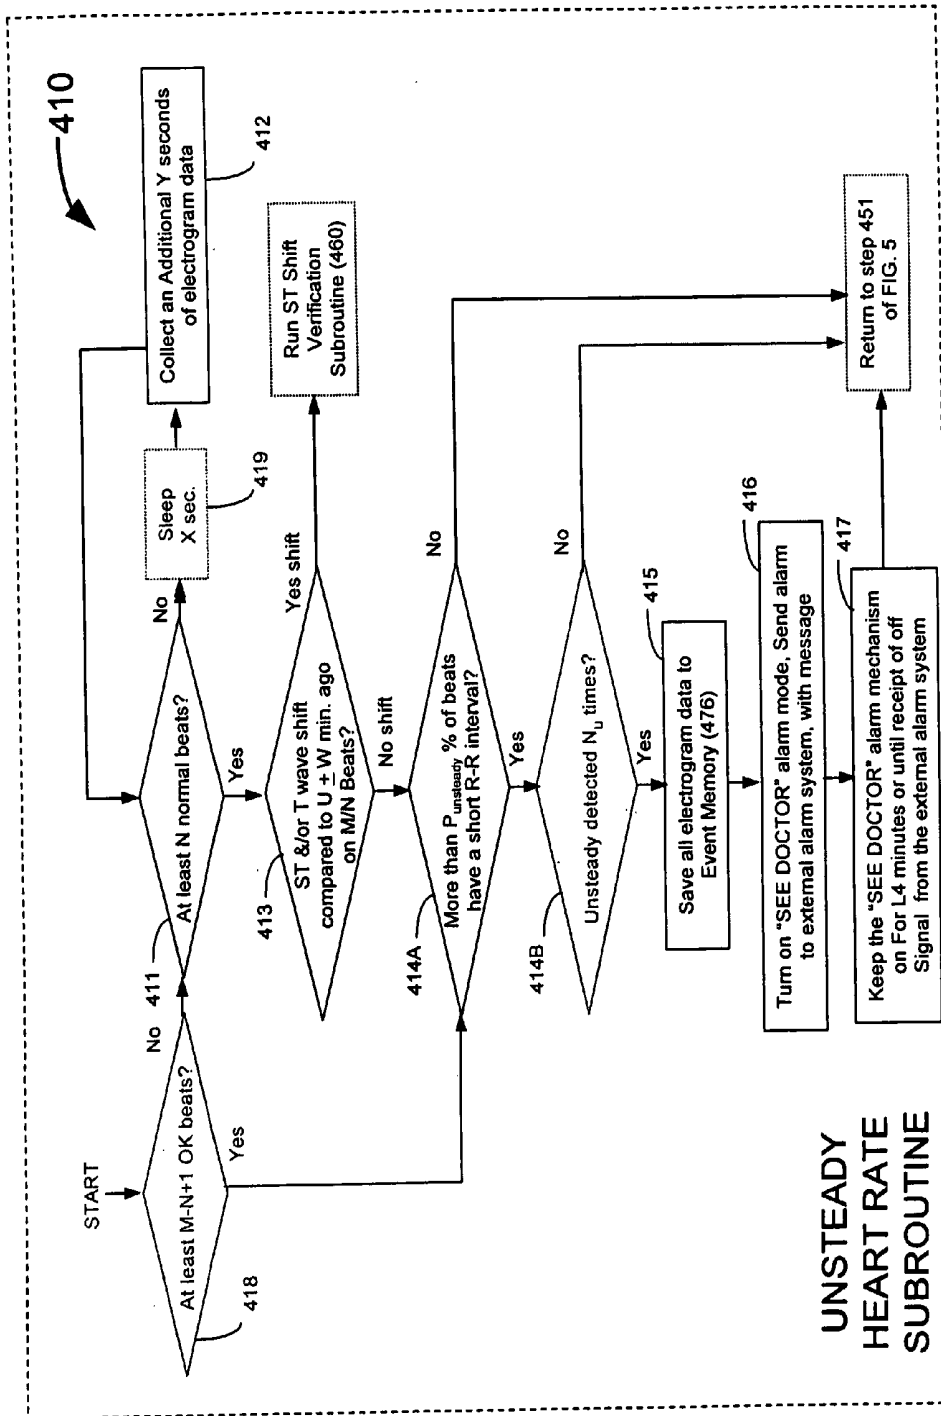 410
START
At least M-N+1 OK beats?
418
No
Yes
At least N normal beats?
411
No
Yes
Sleep
X sec.
419
Collect an Additional Y seconds
of electrogram data
412
ST &/or T wave shift
compared to U ± W min. ago
on M/N Beats?
413
Yes shift
No shift
Run ST Shift
Verification
Subroutine (460)
More than Punsteady % of beats
have a short R-R interval?
414A
No
Yes
Unsteady detected Nu times?
414B
No
Yes
Save all electrogram data to
Event Memory (476)
415
Turn on "SEE DOCTOR" alarm mode, Send alarm
to external alarm system, with message
416
Keep the "SEE DOCTOR" alarm mechanism
on For L4 minutes or until receipt of off
Signal from the external alarm system
417
Return to step 451
of FIG. 5
UNSTEADY
HEART RATE
SUBROUTINE